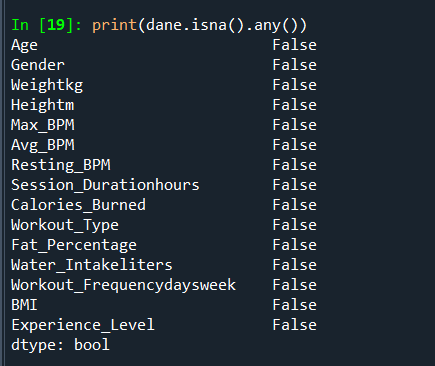 In [19]: print(dane.isna().any())
Age False
Gender False
Weightkg False
Heightm False
Max_BPM False
Avg_BPM False
Resting_BPM False
Session_Durationhours False
Calories_Burned False
Workout_Type False
Fat_Percentage False
Water_Intakeliters False
Workout_Frequencydaysweek False
BMI False
Experience_Level False
dtype: bool